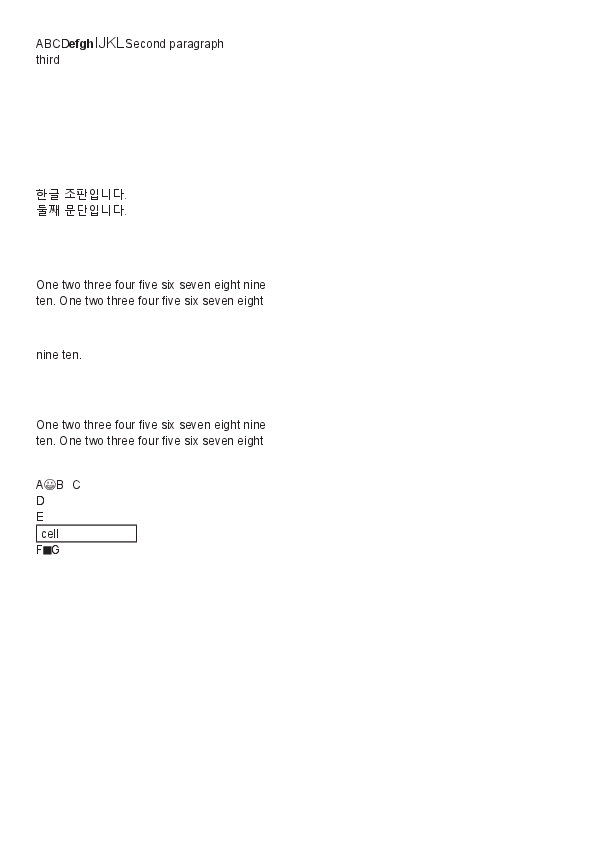 ABCDefghIJKLSecond paragraph
third
한글 조판입니다.
둘째 문단입니다.
One two three four five six seven eight nine
ten. One two three four five six seven eight
nine ten.
One two three four five six seven eight nine
ten. One two three four five six seven eight
A😀B C
D
E
cell
F■G